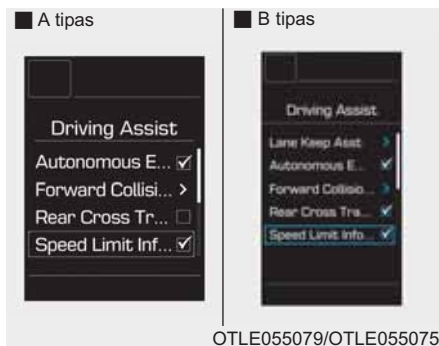 A tipas
Driving Assist
Autonomous E...
Forward Collisi... >
Rear Cross Tr...
Speed Limit Inf...
B tipas
Driving Assist
Lane Keep Asst >
Autonomous E...
Forward Collisio... >
Rear Cross Tra...
Speed Limit Info...
OTLE055079/OTLE055075